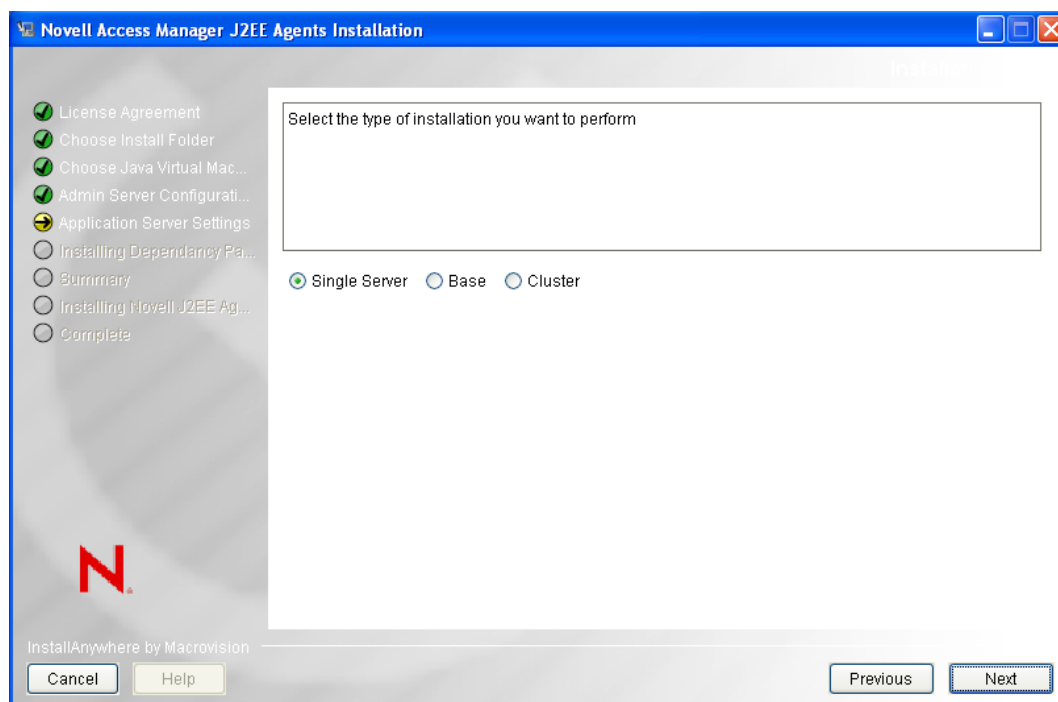 Novell Access Manager J2EE Agents Installation
License Agreement
Choose Install Folder
Choose Java Virtual Mac...
Admin Server Configurati...
Application Server Settings
Installing Dependancy Pa...
Summary
Installing Novell J2EE Ag...
Complete
Select the type of installation you want to perform
Single Server
Base
Cluster
N
InstallAnywhere by Macrovision
Cancel
Help
Previous
Next